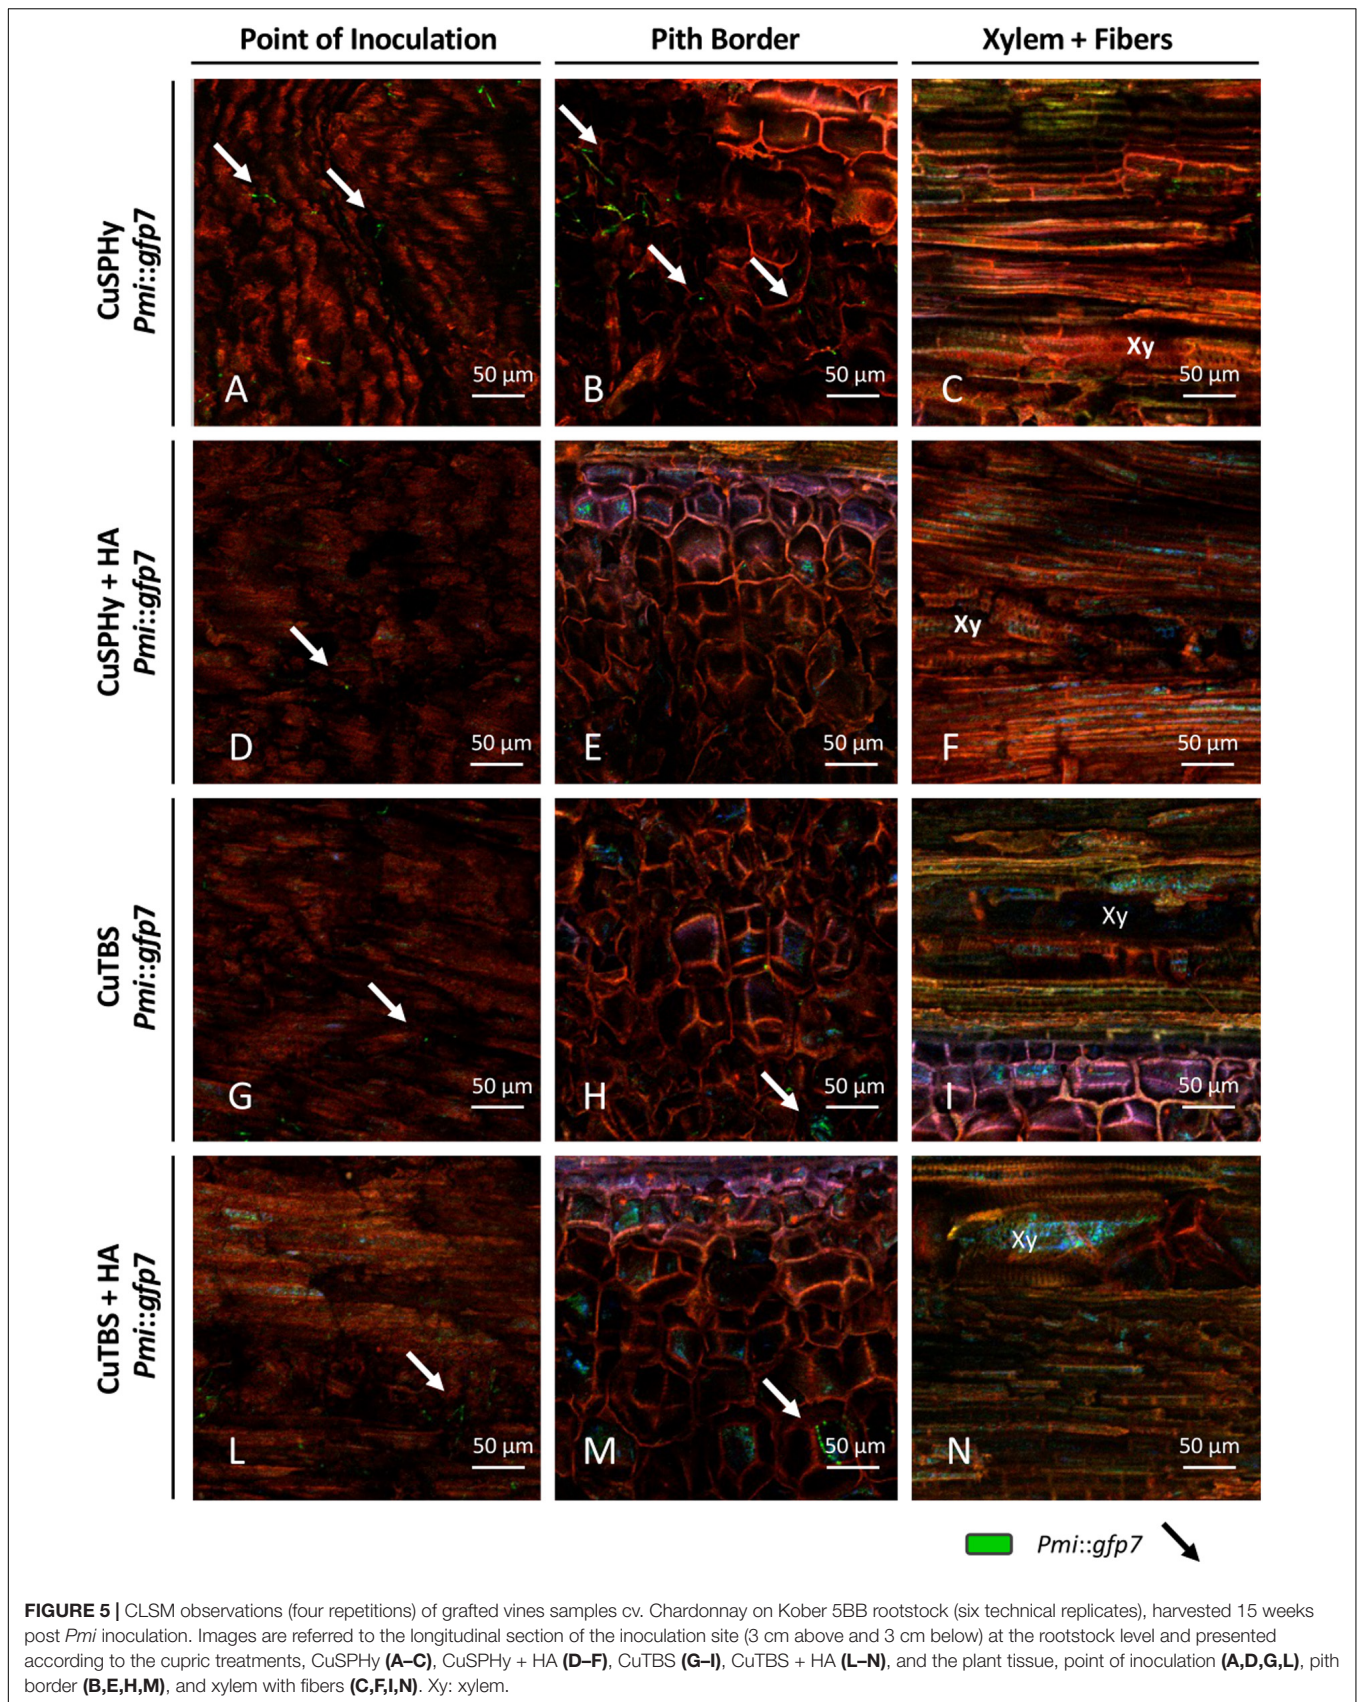 Point of Inoculation Pith Border Xylem + Fibers
CuSPHy
Pmi::gfp7
A 50 µm
B 50 µm
Xy
C 50 µm
CuSPHy + HA
Pmi::gfp7
D 50 µm
E 50 µm
Xy
F 50 µm
CuTBS
Pmi::gfp7
G 50 µm
H 50 µm
Xy
I 50 µm
CuTBS + HA
Pmi::gfp7
L 50 µm
M 50 µm
Xy
N 50 µm
Pmi::gfp7
FIGURE 5 | CLSM observations (four repetitions) of grafted vines samples cv. Chardonnay on Kober 5BB rootstock (six technical replicates), harvested 15 weeks
post Pmi inoculation. Images are referred to the longitudinal section of the inoculation site (3 cm above and 3 cm below) at the rootstock level and presented
according to the cupric treatments, CuSPHy (A–C), CuSPHy + HA (D–F), CuTBS (G–I), CuTBS + HA (L–N), and the plant tissue, point of inoculation (A,D,G,L), pith
border (B,E,H,M), and xylem with fibers (C,F,I,N). Xy: xylem.